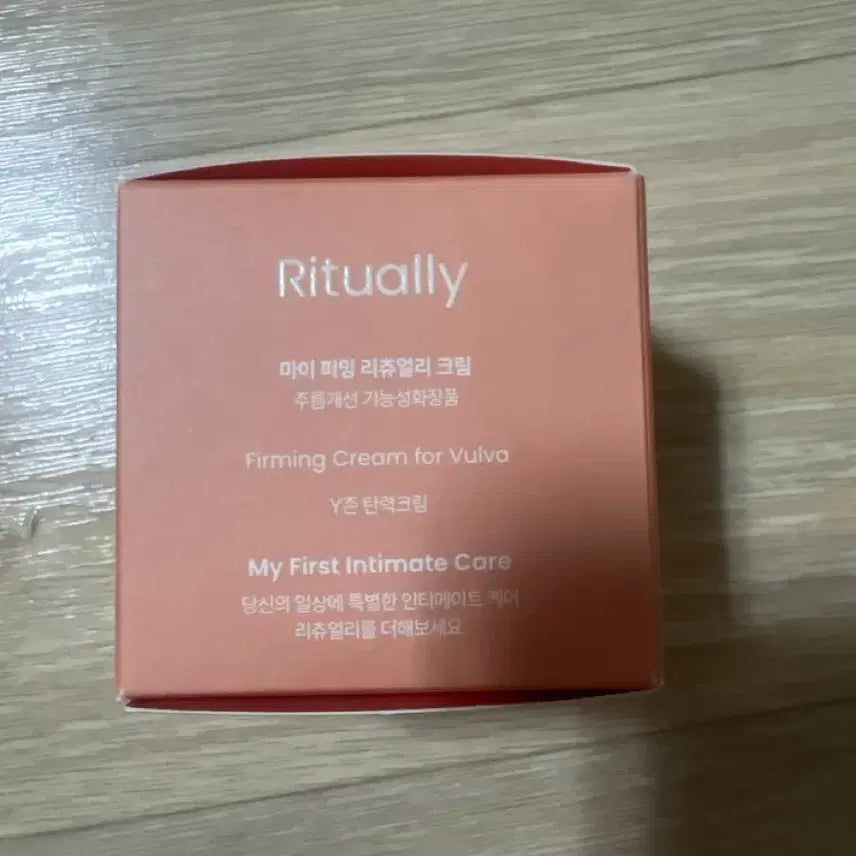 Ritually
마이 퍼밍 리츄얼리 크림
주름개선 기능성화장품
Firming Cream for Vulva
Y존 탄력크림
My First Intimate Care
당신의 일상에 특별한 인티메이트 케어
리츄얼리를 더해보세요